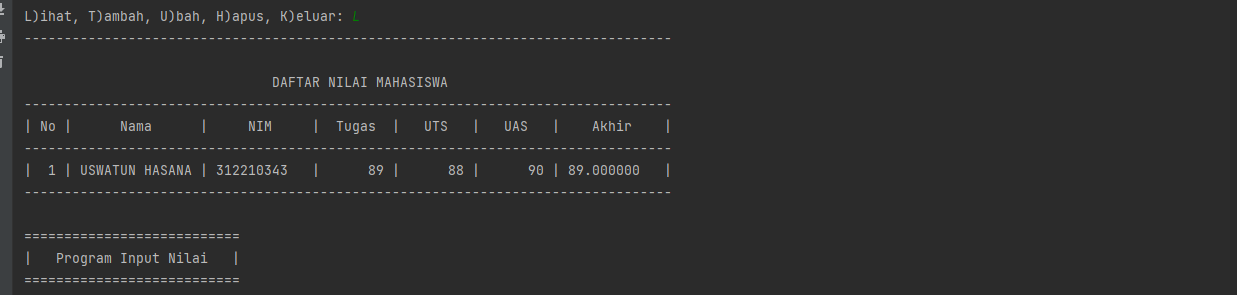 L)ihat, T)ambah, U)bah, H)apus, K)eluar: L
---------------------------------------------------------------------------------
DAFTAR NILAI MAHASISWA
---------------------------------------------------------------------------------
| No |      Nama      |     NIM     |  Tugas  |   UTS   |   UAS   |    Akhir    |
---------------------------------------------------------------------------------
|  1 | USWATUN HASANA | 312210343   |      89 |      88 |      90 | 89.000000   |
---------------------------------------------------------------------------------
===========================
|   Program Input Nilai   |
===========================